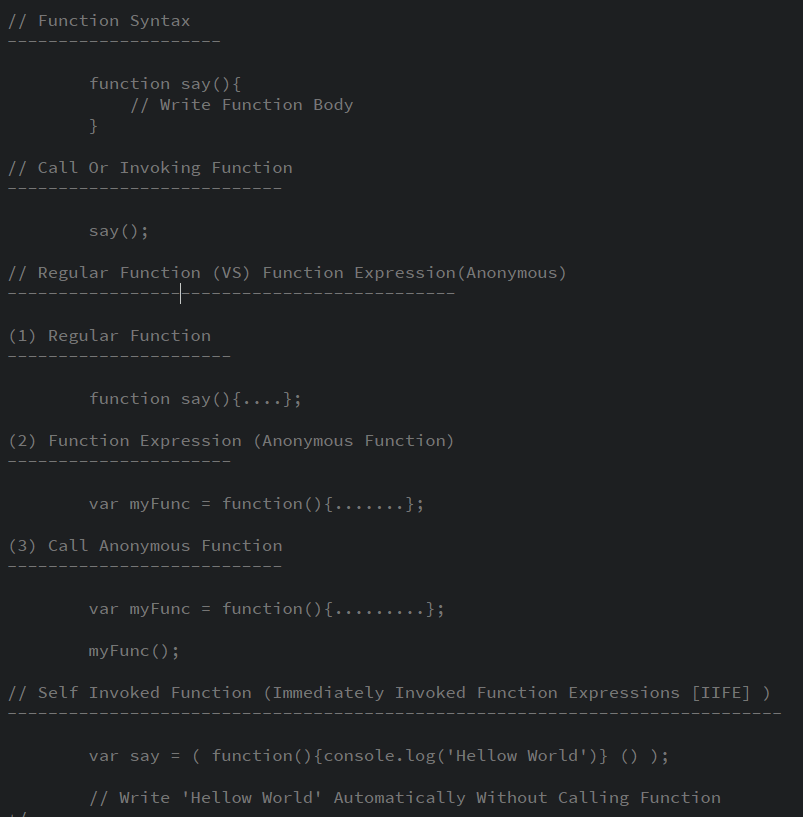 // Function Syntax
---------------------
function say(){
// Write Function Body
}
// Call Or Invoking Function
---------------------------
say();
// Regular Function (VS) Function Expression(Anonymous)
--------------------------------------------
(1) Regular Function
----------------------
function say(){....};
(2) Function Expression (Anonymous Function)
----------------------
var myFunc = function(){.......};
(3) Call Anonymous Function
---------------------------
var myFunc = function(){.........};
myFunc();
// Self Invoked Function (Immediately Invoked Function Expressions [IIFE] )
----------------------------------------------------------------------------
var say = ( function(){console.log('Hellow World')} () );
// Write 'Hellow World' Automatically Without Calling Function